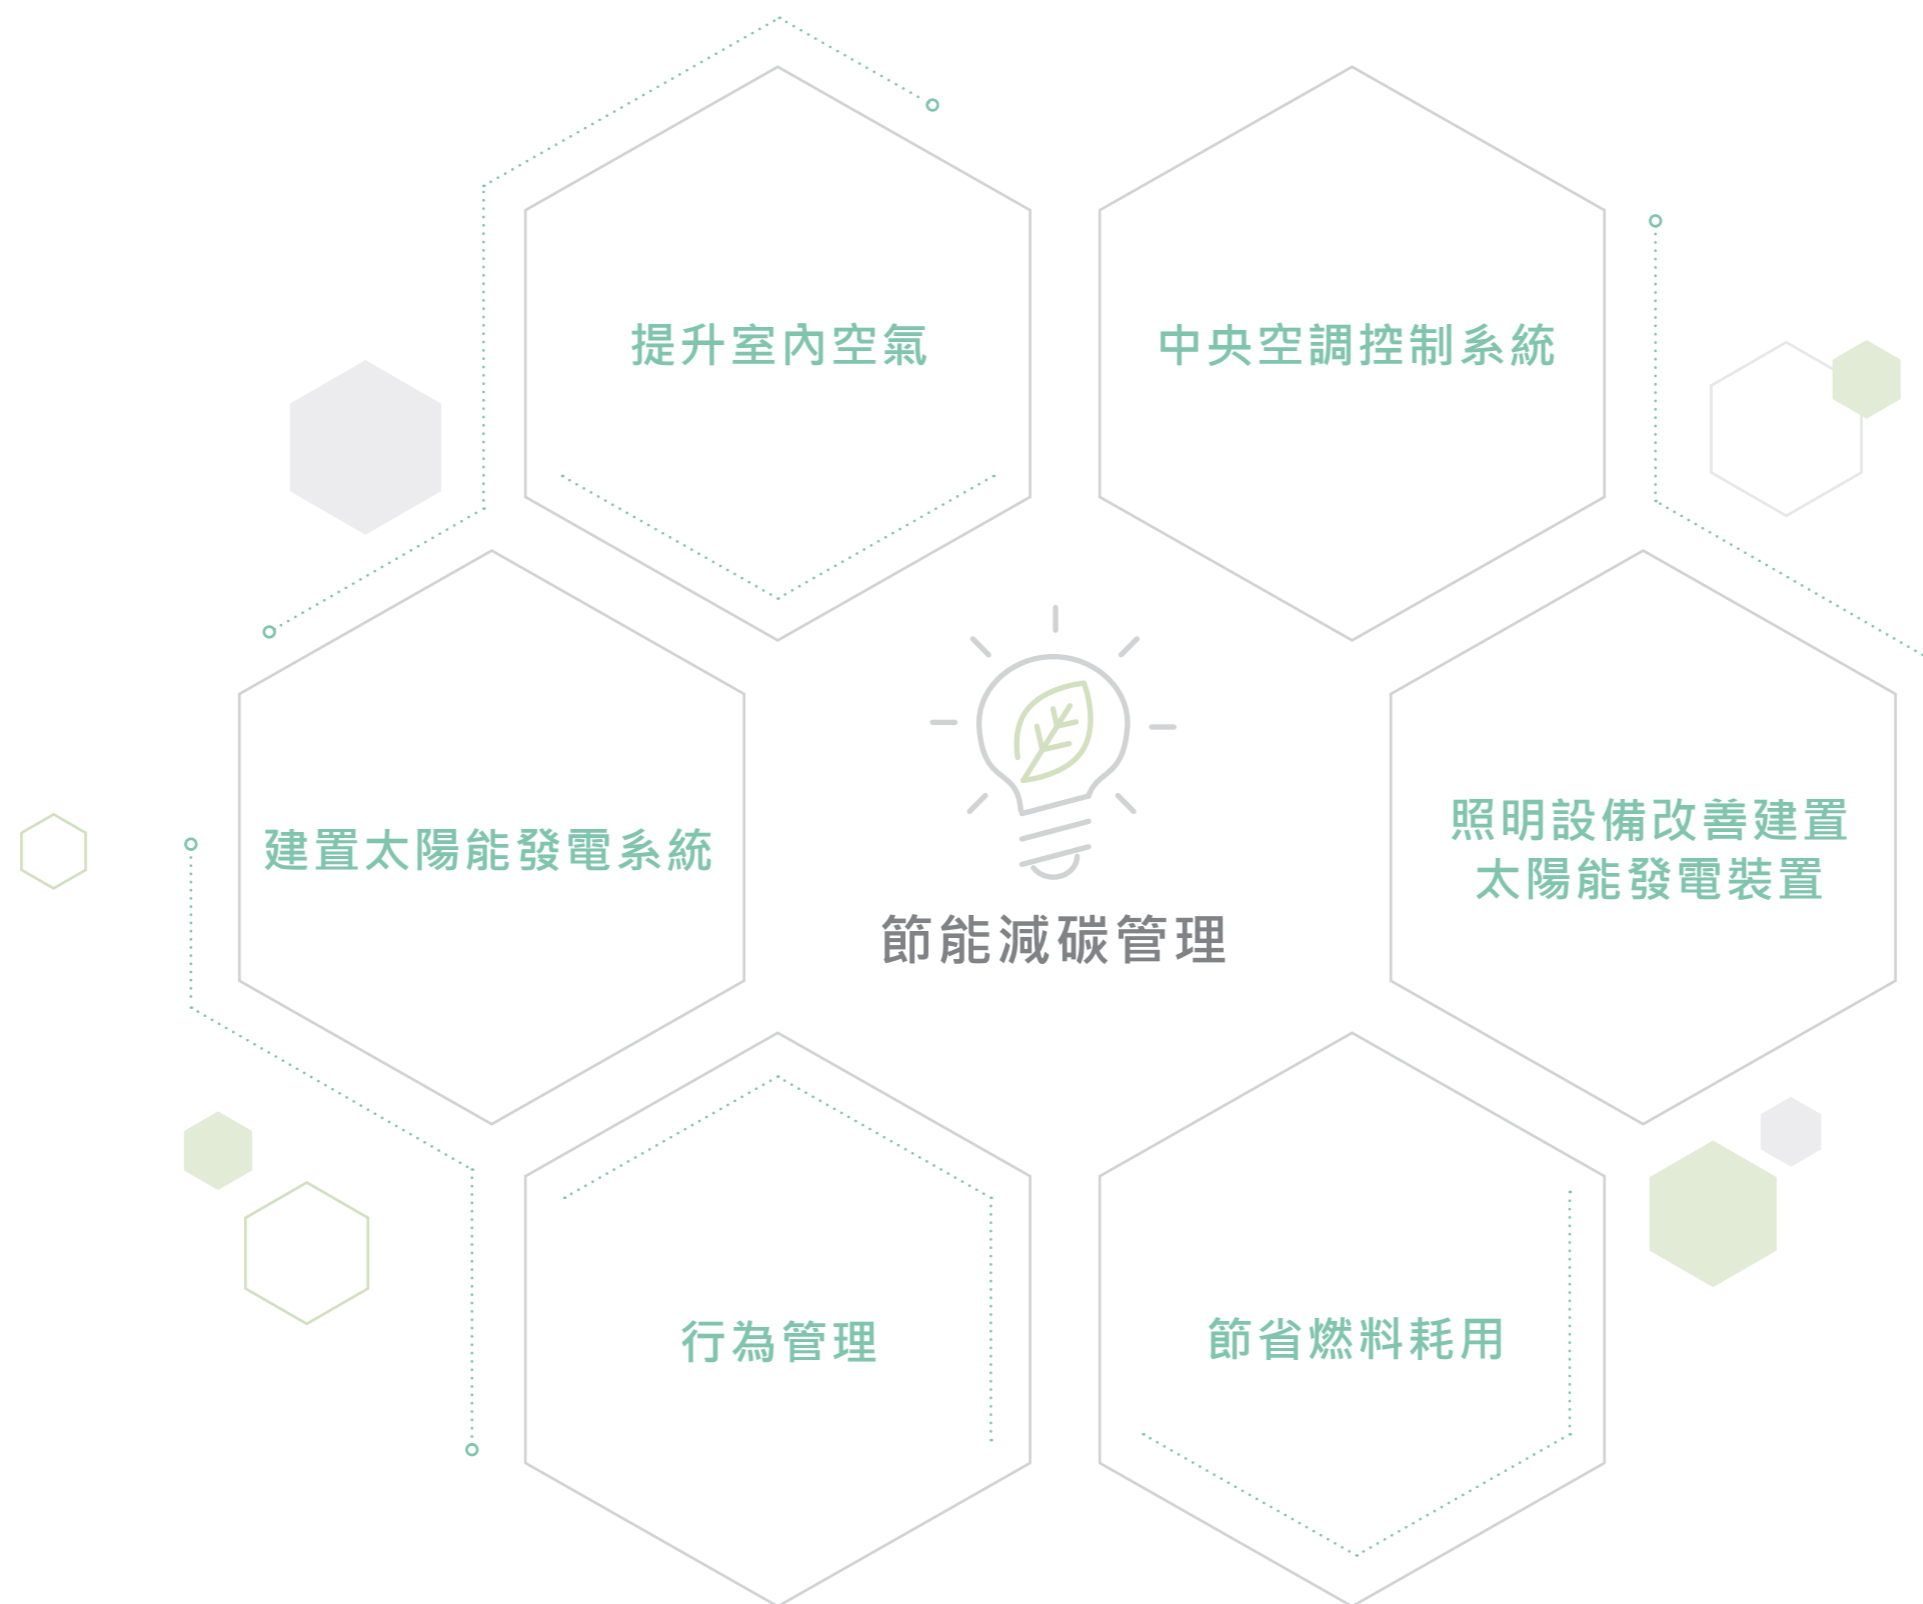 提升室內空氣
中央空調控制系統
建置太陽能發電系統
節能減碳管理
照明設備改善建置
太陽能發電裝置
行為管理
節省燃料耗用